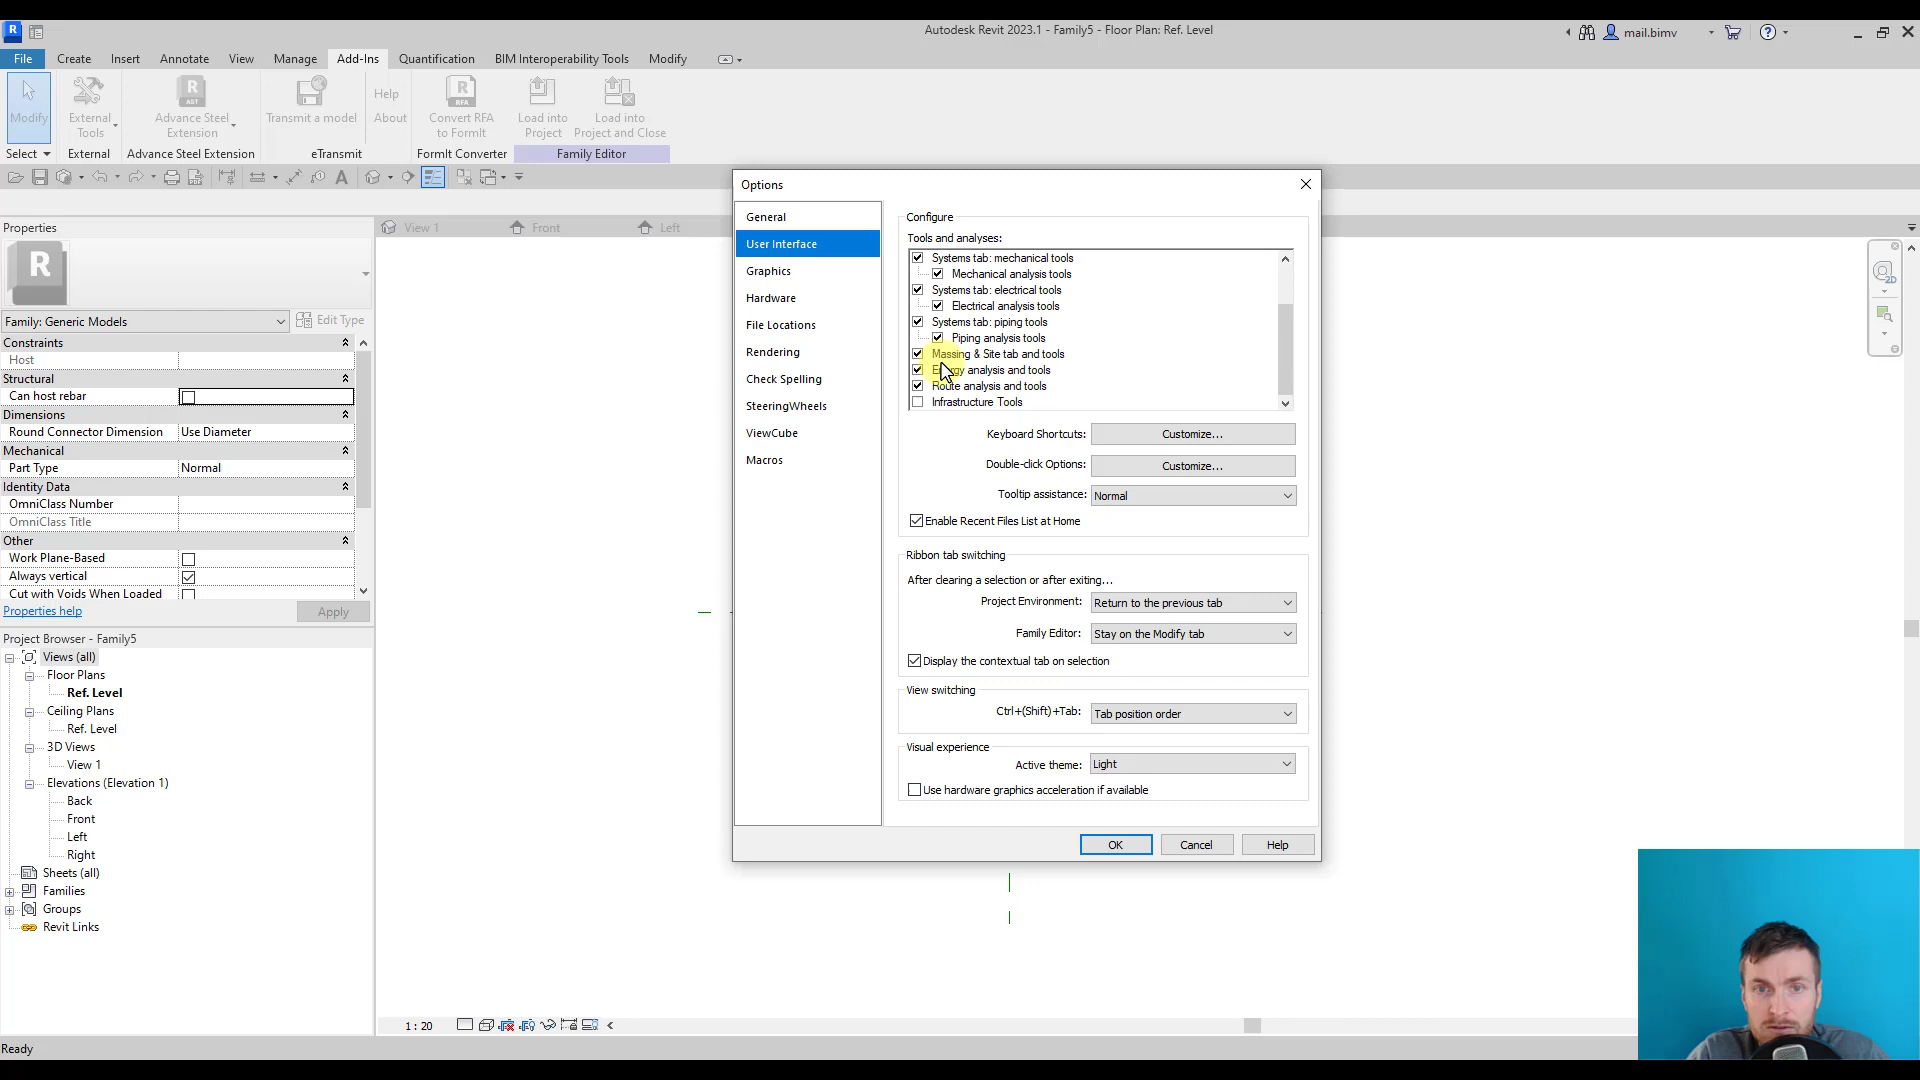 Autodesk Revit 2023.1 - Family5 - Floor Plan: Ref. Level
mail.bimv
File Create Insert Annotate View Manage Add-Ins Quantification BIM Interoperability Tools Modify
Modify
External Tools
Advance Steel Extension
Transmit a model
Help
About
Convert RFA to FormIt
Load into Project
Load into Project and Close
Select External Advance Steel Extension eTransmit FormIt Converter Family Editor
Properties
View 1 Front Left
Family: Generic Models Edit Type
Constraints
Host
Structural
Can host rebar
Dimensions
Round Connector Dimension Use Diameter
Mechanical
Part Type Normal
Identity Data
OmniClass Number
OmniClass Title
Other
Work Plane-Based
Always vertical
Cut with Voids When Loaded
Properties help Apply
Project Browser - Family5
Views (all)
Floor Plans
Ref. Level
Ceiling Plans
Ref. Level
3D Views
View 1
Elevations (Elevation 1)
Back
Front
Left
Right
Sheets (all)
Families
Groups
Revit Links
Options
General
User Interface
Graphics
Hardware
File Locations
Rendering
Check Spelling
SteeringWheels
ViewCube
Macros
Configure
Tools and analyses:
Systems tab: mechanical tools
Mechanical analysis tools
Systems tab: electrical tools
Electrical analysis tools
Systems tab: piping tools
Piping analysis tools
Massing & Site tab and tools
Energy analysis and tools
Route analysis and tools
Infrastructure Tools
Keyboard Shortcuts: Customize...
Double-click Options: Customize...
Tooltip assistance: Normal
Enable Recent Files List at Home
Ribbon tab switching
After clearing a selection or after exiting...
Project Environment: Return to the previous tab
Family Editor: Stay on the Modify tab
Display the contextual tab on selection
View switching
Ctrl+(Shift)+Tab: Tab position order
Visual experience
Active theme: Light
Use hardware graphics acceleration if available
OK Cancel Help
1 : 20
Ready